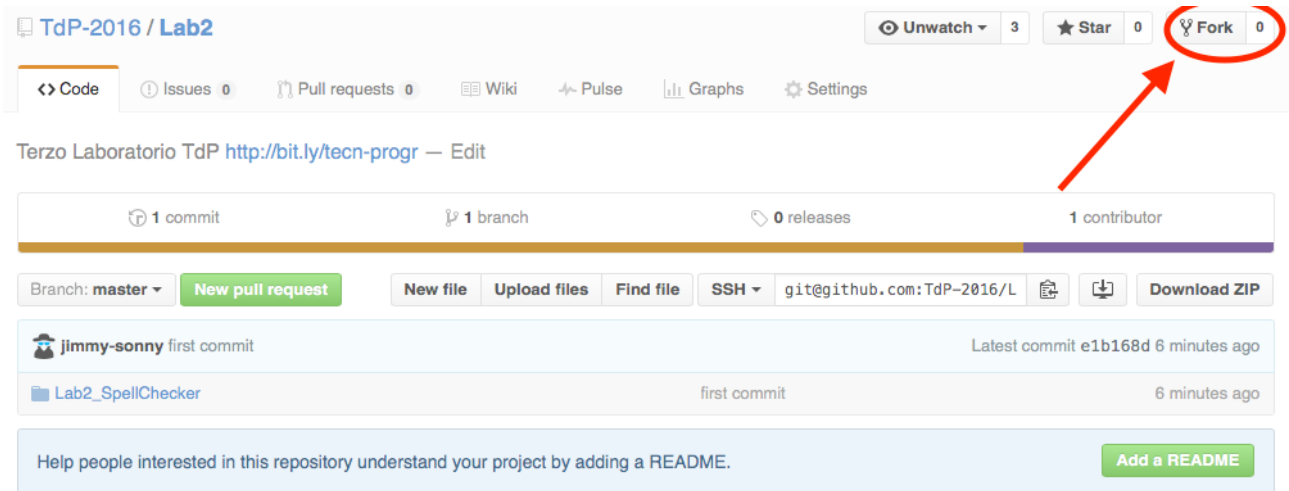 TdP-2016 / Lab2 Unwatch 3 Star 0 Fork 0
<> Code Issues 0 Pull requests 0 Wiki Pulse Graphs Settings
Terzo Laboratorio TdP http://bit.ly/tecn-progr — Edit
1 commit 1 branch 0 releases 1 contributor
Branch: master New pull request New file Upload files Find file SSH git@github.com:TdP-2016/L Download ZIP
jimmy-sonny first commit Latest commit e1b168d 6 minutes ago
Lab2_SpellChecker first commit 6 minutes ago
Help people interested in this repository understand your project by adding a README. Add a README